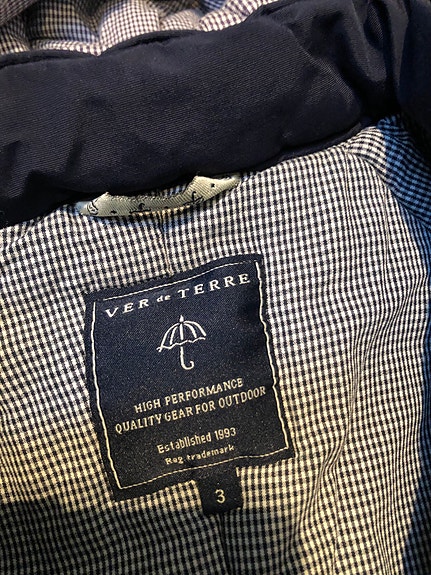 VER de TERRE
HIGH PERFORMANCE
QUALITY GEAR FOR OUTDOOR
Established 1993
Reg trademark
3